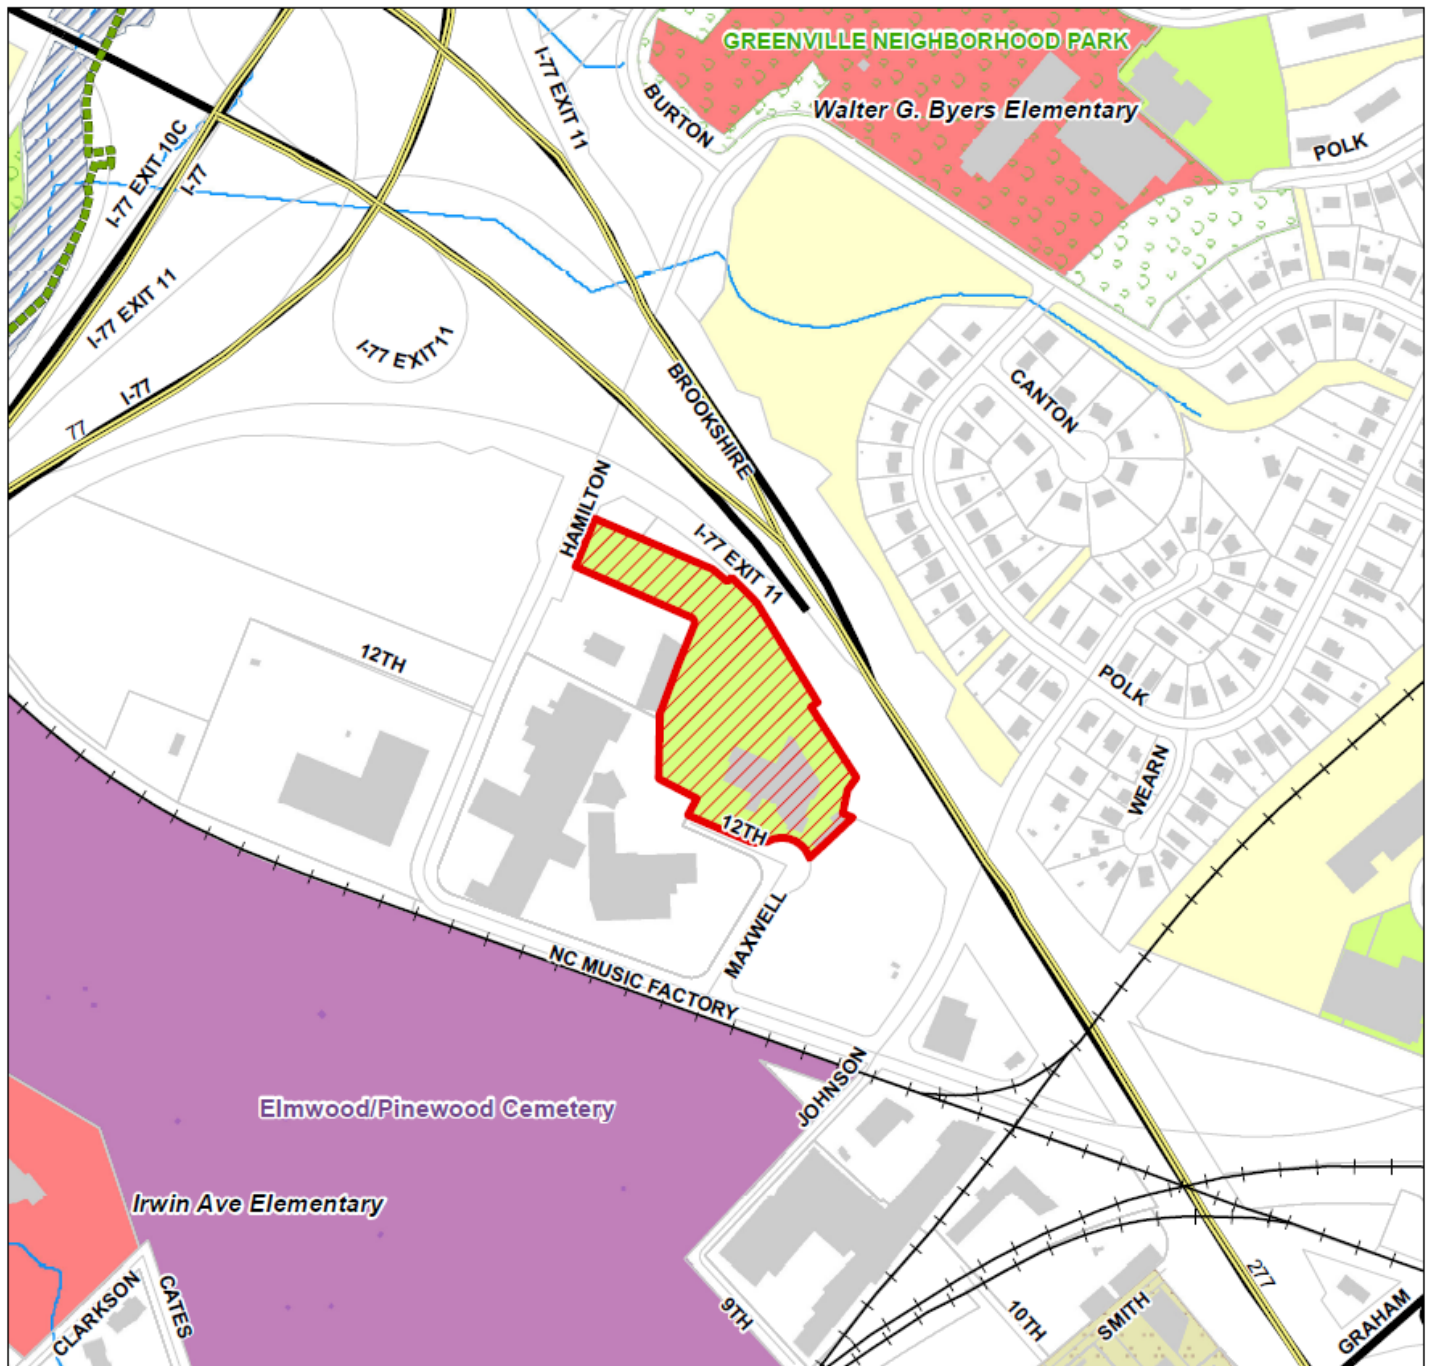 GREENVILLE NEIGHBORHOOD PARK
I-77 EXIT 11
BURTON
Walter G. Byers Elementary
POLK
I-77 EXIT 10C
I-77
I-77 EXIT 11
I-77 EXIT 11
I-77
77
BROOKSHIRE
CANTON
HAMILTON
I-77 EXIT 11
12TH
POLK
WEARN
12TH
MAXWELL
NC MUSIC FACTORY
JOHNSON
Elmwood/Pinewood Cemetery
Irwin Ave Elementary
CLARKSON
CATES
9TH
10TH
SMITH
277
GRAHAM